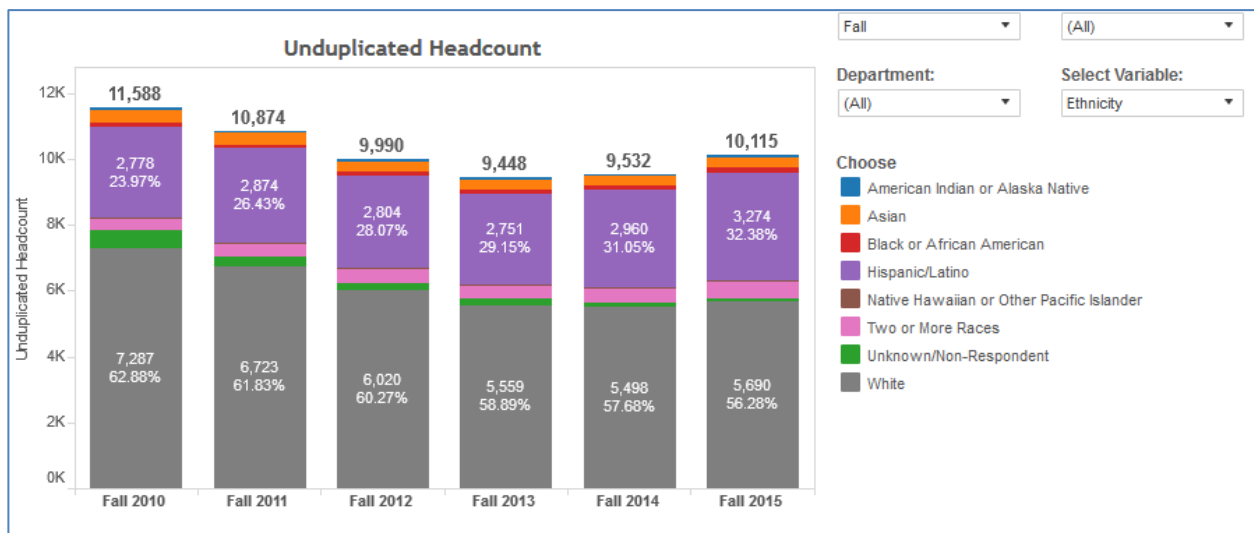 Unduplicated Headcount
Unduplicated Headcount
12K
10K
8K
6K
4K
2K
0K
11,588
2,778
23.97%
7,287
62.88%
Fall 2010
10,874
2,874
26.43%
6,723
61.83%
Fall 2011
9,990
2,804
28.07%
6,020
60.27%
Fall 2012
9,448
2,751
29.15%
5,559
58.89%
Fall 2013
9,532
2,960
31.05%
5,498
57.68%
Fall 2014
10,115
3,274
32.38%
5,690
56.28%
Fall 2015
Fall
(All)
Department:
(All)
Select Variable:
Ethnicity
Choose
American Indian or Alaska Native
Asian
Black or African American
Hispanic/Latino
Native Hawaiian or Other Pacific Islander
Two or More Races
Unknown/Non-Respondent
White